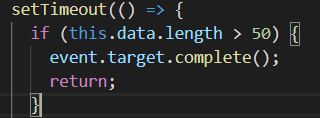 setTimeout(() => {
if (this.data.length > 50) {
event.target.complete();
return;
}